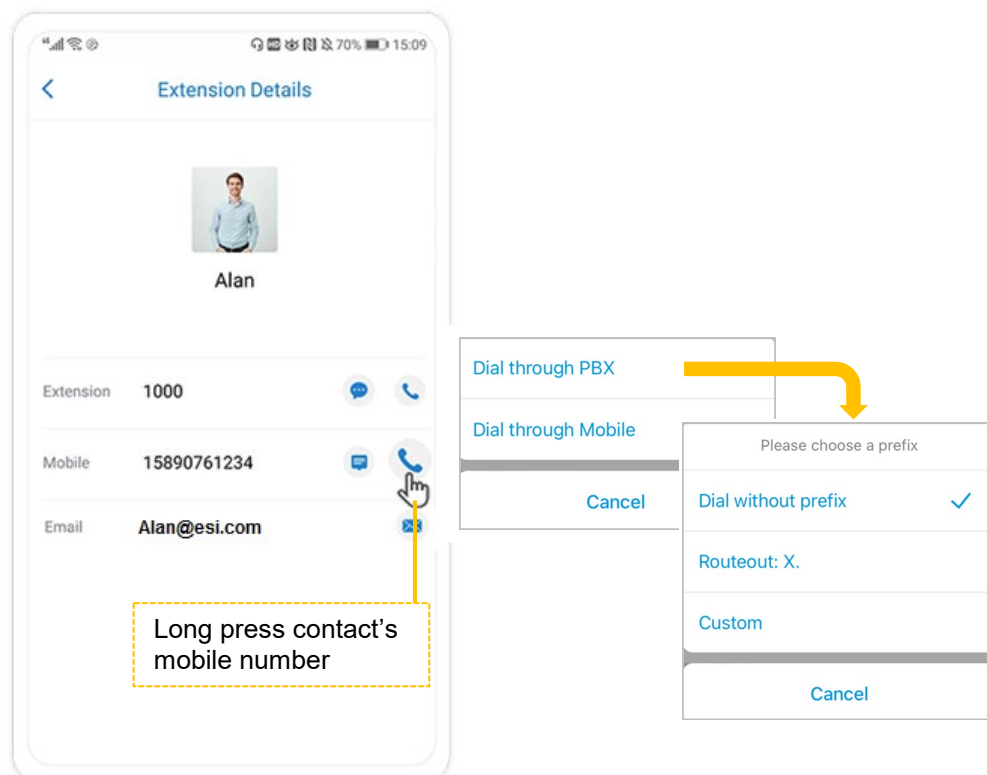 70% 15:09
Extension Details
Alan
Extension 1000
Mobile 15890761234
Email Alan@esi.com
Long press contact’s
mobile number
Dial through PBX
Dial through Mobile
Cancel
Please choose a prefix
Dial without prefix
Routeout: X.
Custom
Cancel